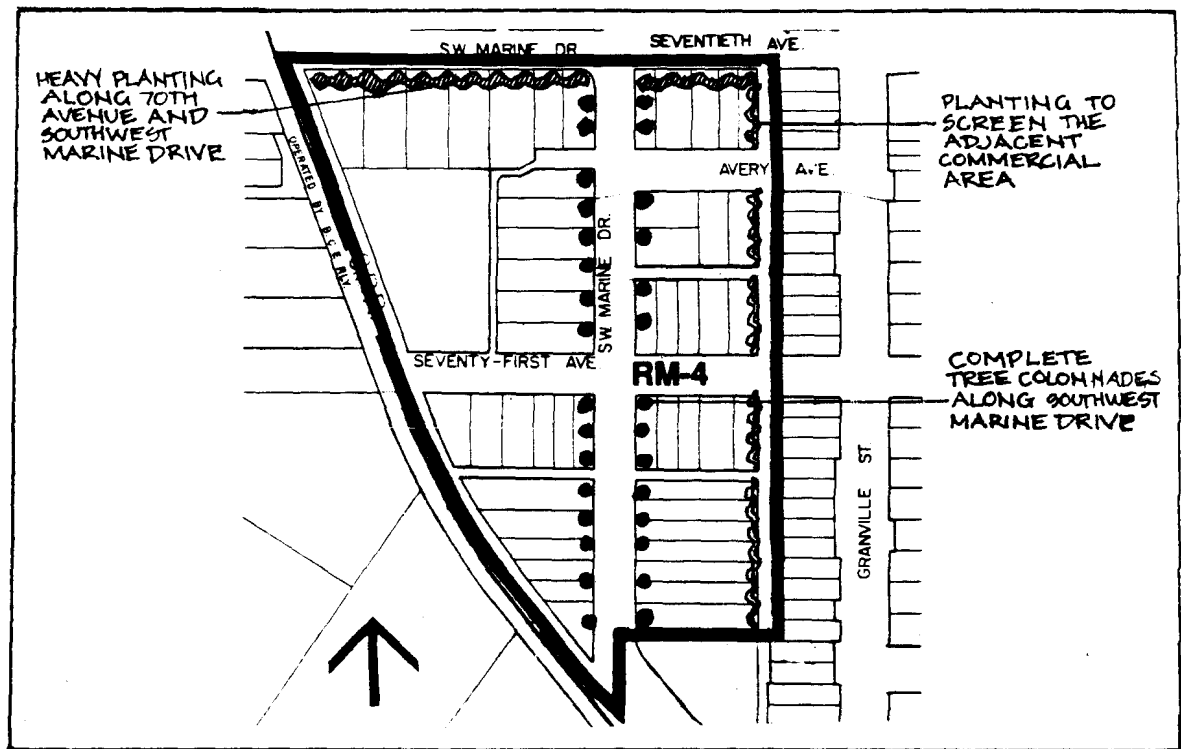 S.W. MARINE DR.
SEVENTIETH AVE.
HEAVY PLANTING
ALONG 70TH
AVENUE AND
SOUTHWEST
MARINE DRIVE
PLANTING TO
SCREEN THE
ADJACENT
COMMERCIAL
AREA
OPERATED BY B.C.E. RLY.
AVERY AVE.
S.W. MARINE DR.
SEVENTY-FIRST AVE
RM-4
COMPLETE
TREE COLONNADES
ALONG SOUTHWEST
MARINE DRIVE
GRANVILLE ST